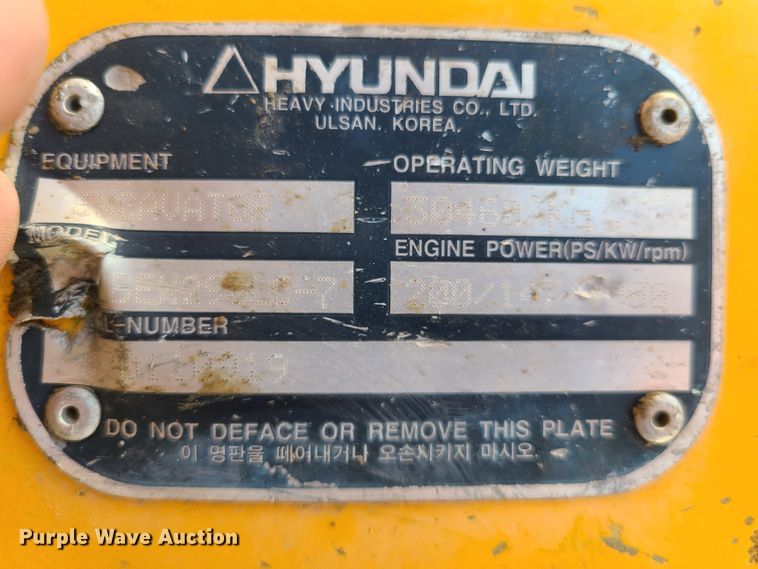 HYUNDAI
HEAVY INDUSTRIES CO., LTD.
ULSAN, KOREA.
EQUIPMENT
OPERATING WEIGHT
EXCAVATOR
MODEL
ENGINE POWER(PS/KW/rpm)
-NUMBER
DO NOT DEFACE OR REMOVE THIS PLATE
이 명판을 떼어내거나 오손시키지 마시오.
Purple Wave Auction